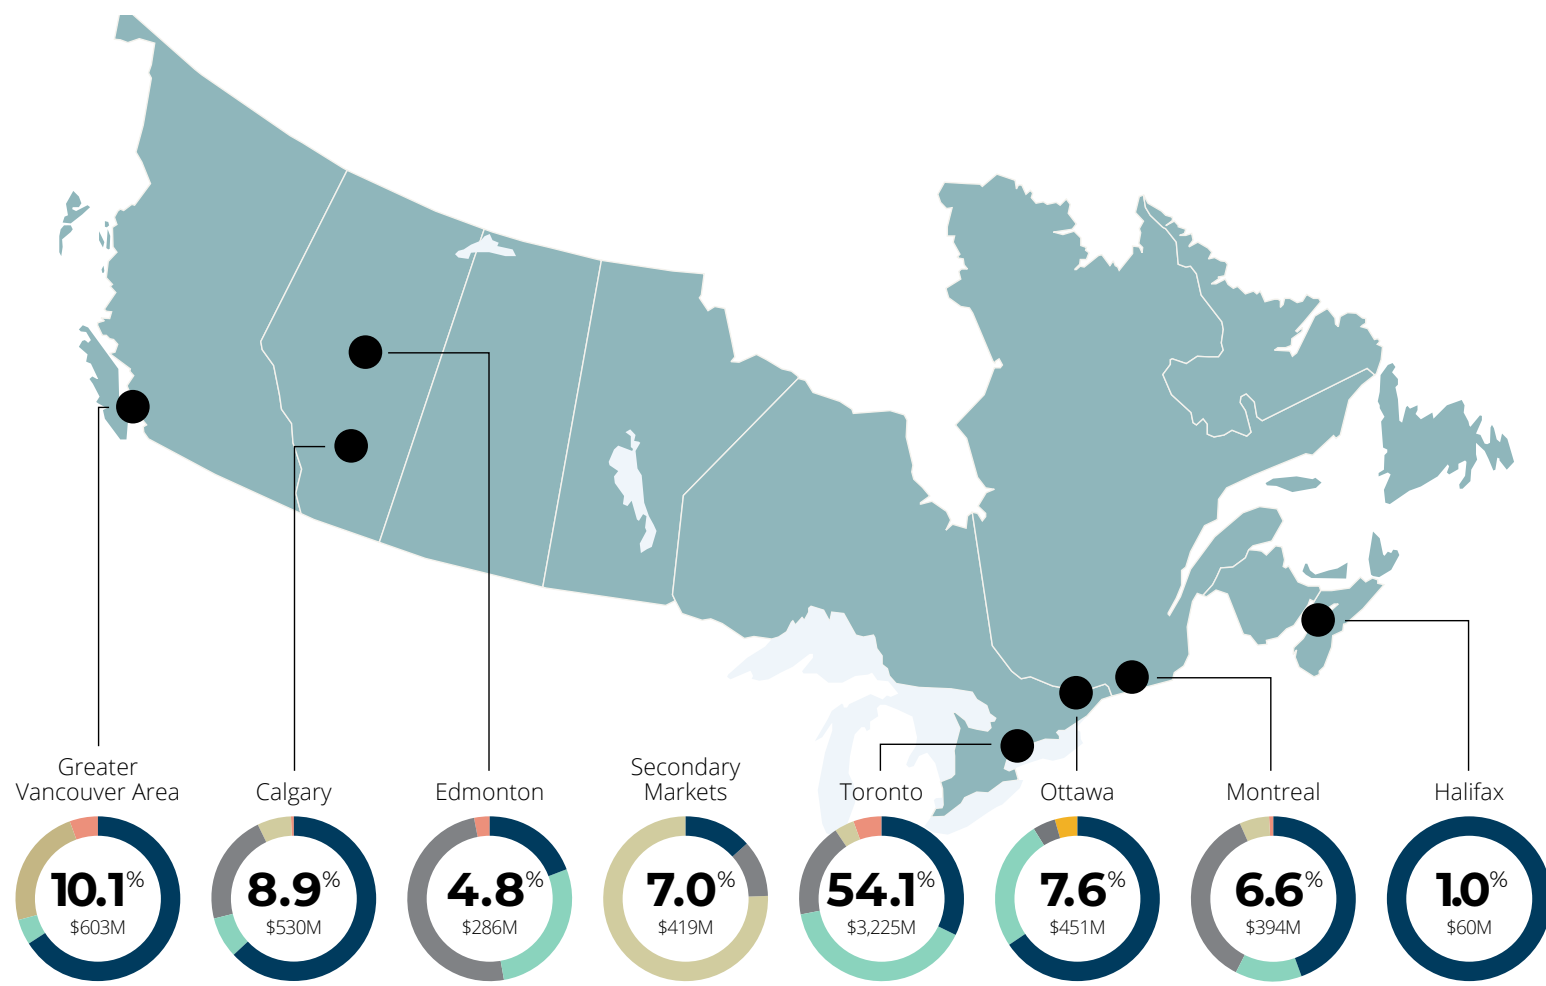 Greater
Vancouver Area
10.1%
$603M
Calgary
8.9%
$530M
Edmonton
4.8%
$286M
Secondary
Markets
7.0%
$419M
Toronto
54.1%
$3,225M
Ottawa
7.6%
$451M
Montreal
6.6%
$394M
Halifax
1.0%
$60M